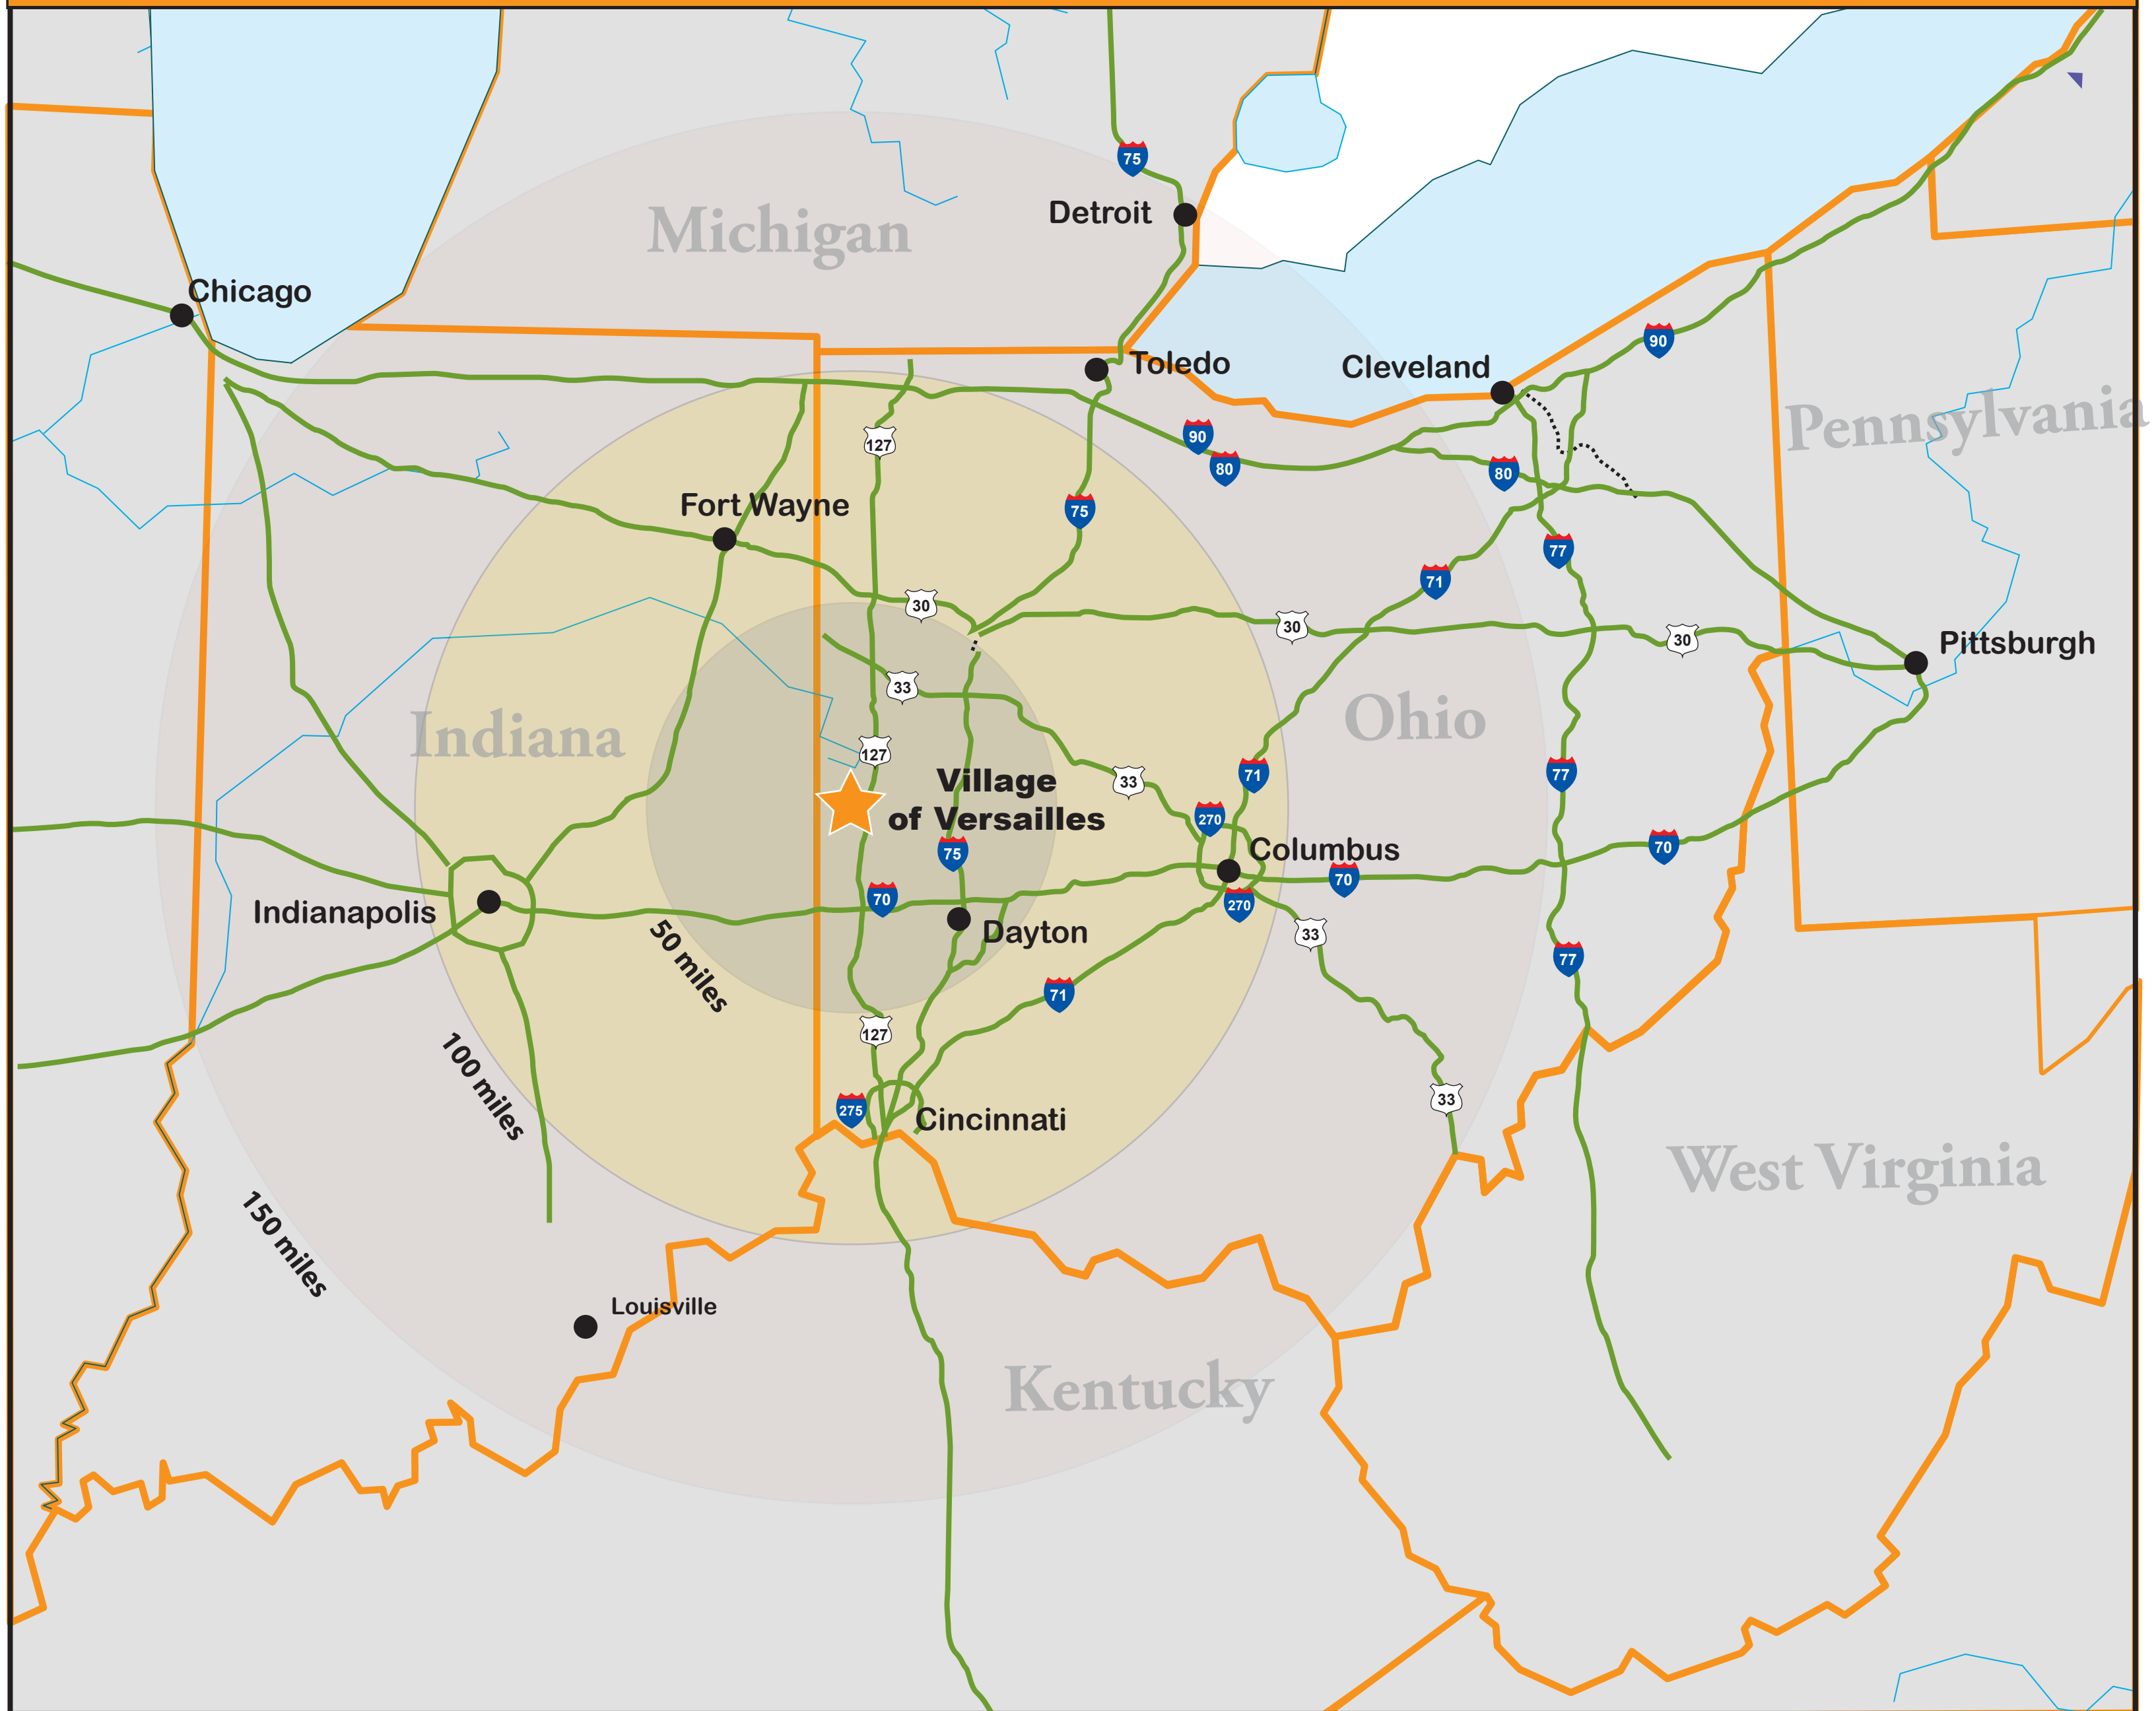 75
Michigan
Detroit
Chicago
Toledo
Cleveland
90
Pennsylvania
127
90
80
80
Fort Wayne
75
77
71
30
30
30
Pittsburgh
33
Indiana
Ohio
127
33
71
77
Village
of Versailles
270
75
Columbus
70
70
70
270
Indianapolis
Dayton
33
50 miles
77
71
127
100 miles
275
Cincinnati
33
West Virginia
150 miles
Louisville
Kentucky